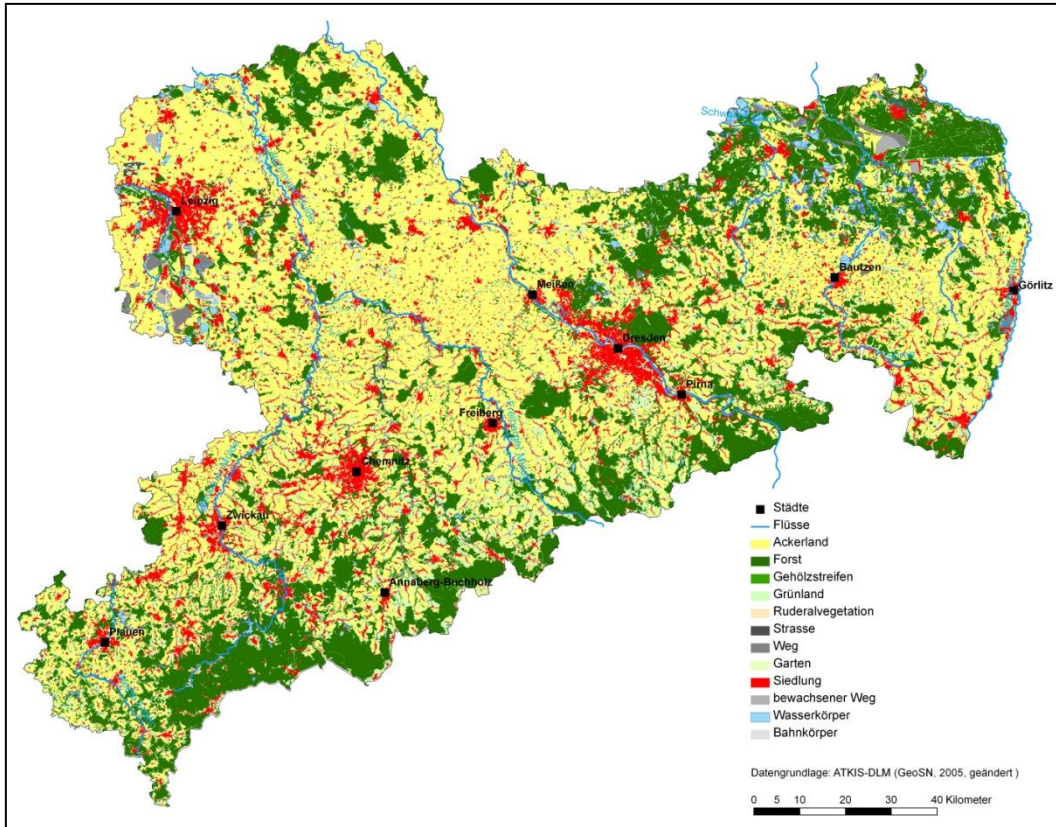 Leipzig
Meißen
Dresden
Pirna
Bautzen
Görlitz
Freiberg
Chemnitz
Zwickau
Annaberg-Buchholz
Plauen
Städte
Flüsse
Ackerland
Forst
Gehölzstreifen
Grünland
Ruderalvegetation
Strasse
Weg
Garten
Siedlung
bewachsener Weg
Wasserkörper
Bahnkörper
Datengrundlage: ATKIS-DLM (GeoSN, 2005, geändert )
0 5 10 20 30 40 Kilometer